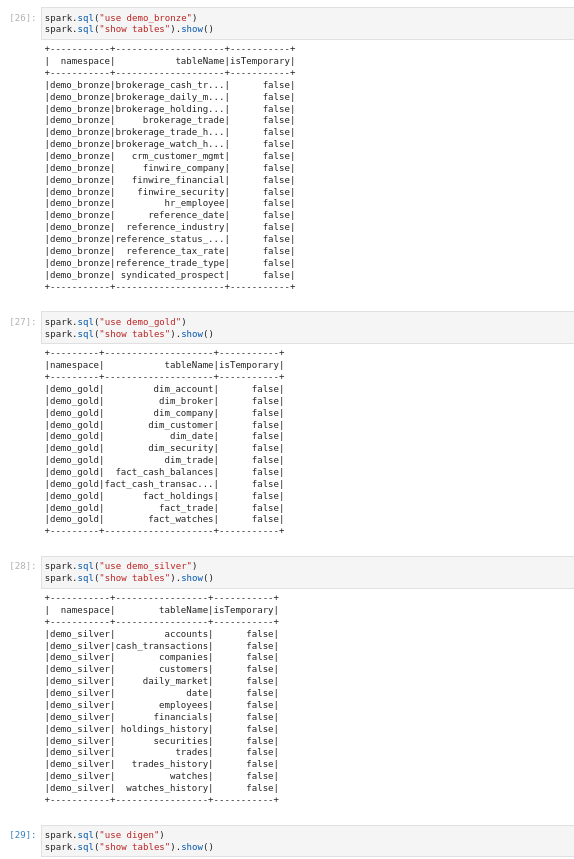 [26]: spark.sql("use demo_bronze")
spark.sql("show tables").show()
+-----------+--------------------+-----------+
|  namespace|           tableName|isTemporary|
+-----------+--------------------+-----------+
|demo_bronze|brokerage_cash_tr...|      false|
|demo_bronze|brokerage_daily_m...|      false|
|demo_bronze|brokerage_holding...|      false|
|demo_bronze|     brokerage_trade|      false|
|demo_bronze|brokerage_trade_h...|      false|
|demo_bronze|brokerage_watch_h...|      false|
|demo_bronze|   crm_customer_mgmt|      false|
|demo_bronze|     finwire_company|      false|
|demo_bronze|   finwire_financial|      false|
|demo_bronze|    finwire_security|      false|
|demo_bronze|         hr_employee|      false|
|demo_bronze|      reference_date|      false|
|demo_bronze|  reference_industry|      false|
|demo_bronze|reference_status_...|      false|
|demo_bronze|  reference_tax_rate|      false|
|demo_bronze|reference_trade_type|      false|
|demo_bronze| syndicated_prospect|      false|
+-----------+--------------------+-----------+
[27]: spark.sql("use demo_gold")
spark.sql("show tables").show()
+---------+--------------------+-----------+
|namespace|           tableName|isTemporary|
+---------+--------------------+-----------+
|demo_gold|         dim_account|      false|
|demo_gold|          dim_broker|      false|
|demo_gold|         dim_company|      false|
|demo_gold|        dim_customer|      false|
|demo_gold|            dim_date|      false|
|demo_gold|        dim_security|      false|
|demo_gold|           dim_trade|      false|
|demo_gold|  fact_cash_balances|      false|
|demo_gold|fact_cash_transac...|      false|
|demo_gold|       fact_holdings|      false|
|demo_gold|          fact_trade|      false|
|demo_gold|        fact_watches|      false|
+---------+--------------------+-----------+
[28]: spark.sql("use demo_silver")
spark.sql("show tables").show()
+-----------+-----------------+-----------+
|  namespace|        tableName|isTemporary|
+-----------+-----------------+-----------+
|demo_silver|         accounts|      false|
|demo_silver|cash_transactions|      false|
|demo_silver|        companies|      false|
|demo_silver|        customers|      false|
|demo_silver|     daily_market|      false|
|demo_silver|             date|      false|
|demo_silver|        employees|      false|
|demo_silver|       financials|      false|
|demo_silver| holdings_history|      false|
|demo_silver|       securities|      false|
|demo_silver|           trades|      false|
|demo_silver|   trades_history|      false|
|demo_silver|          watches|      false|
|demo_silver|  watches_history|      false|
+-----------+-----------------+-----------+
[29]: spark.sql("use digen")
spark.sql("show tables").show()